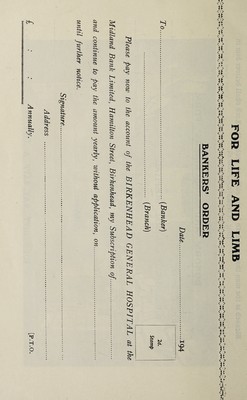 FOR LIFE AND LIMB
BANKERS' ORDER
Date 194
To (Banker)
(Branch)
2d. Stamp
Please pay now to the account of the BIRKENHEAD GENERAL HOSPITAL at the
Midland Bank Limited, Hamilton Street, Birkenhead, my Subscription of
and continue to pay the amount yearly, without application, on
until further notice.
Signature
Address
£ : : Annually.
[P.T.O.